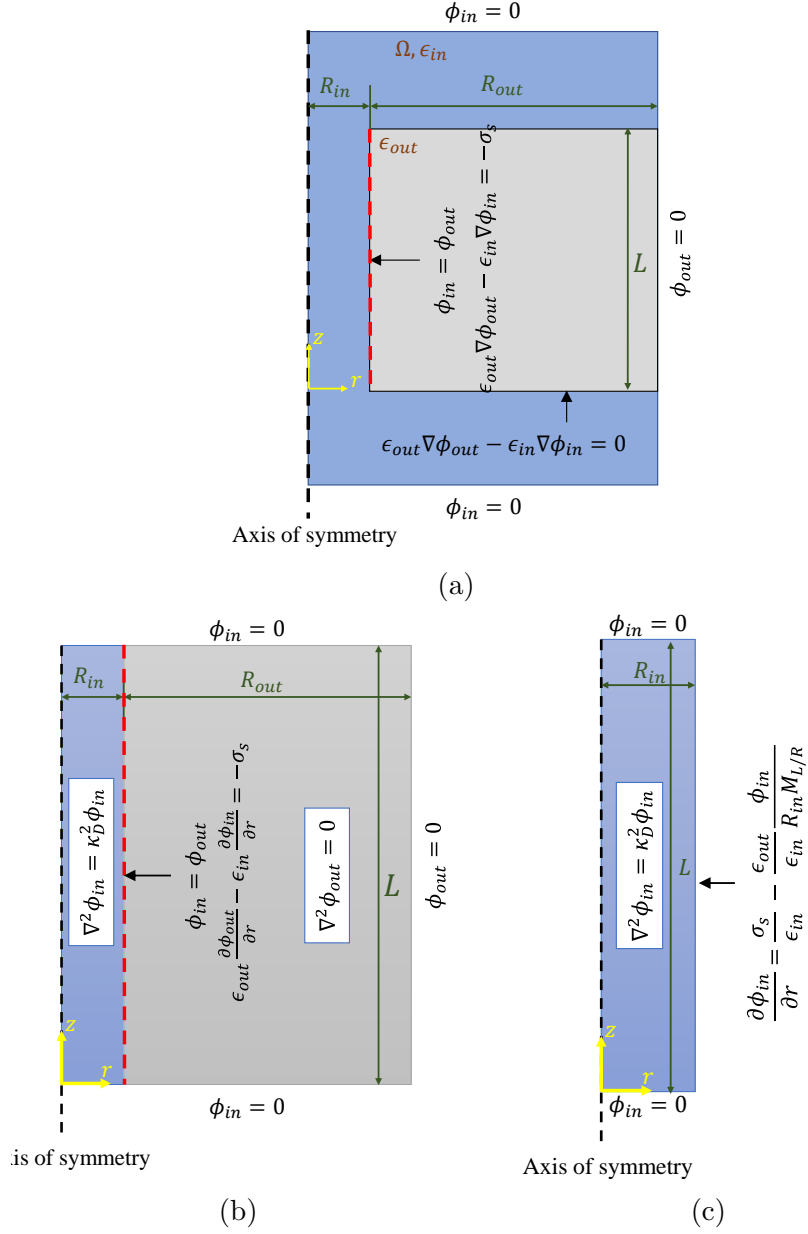 ϕ_in = 0
Ω, ϵ_in
R_in
R_out
ϵ_out
ϕ_in = ϕ_out
ϵ_out∇ϕ_out − ϵ_in∇ϕ_in = −σ_s
L
ϕ_out = 0
z
r
ϵ_out∇ϕ_out − ϵ_in∇ϕ_in = 0
ϕ_in = 0
Axis of symmetry
(a)
ϕ_in = 0
R_in
R_out
∇²ϕ_in = κ_D²ϕ_in
ϕ_in = ϕ_out
ϵ_out ∂ϕ_out/∂r − ϵ_in ∂ϕ_in/∂r = −σ_s
∇²ϕ_out = 0
L
ϕ_out = 0
z
r
ϕ_in = 0
is of symmetry
(b)
ϕ_in = 0
R_in
∇²ϕ_in = κ_D²ϕ_in
L
∂ϕ_in/∂r = σ_s/ϵ_in − ϵ_out/ϵ_in ϕ_in/(R_in M_L/R)
z
r
ϕ_in = 0
Axis of symmetry
(c)